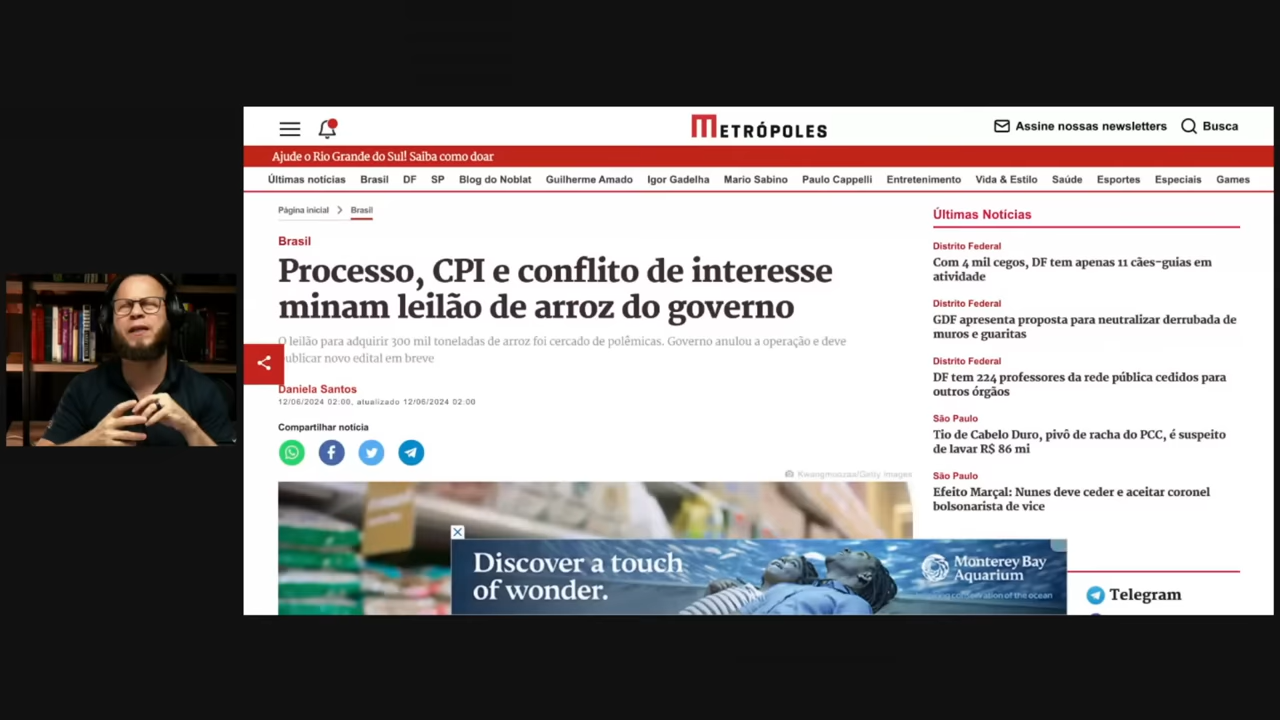 METRÓPOLES
Assine nossas newsletters
Busca
Ajude o Rio Grande do Sul! Saiba como doar
Últimas notícias Brasil DF SP Blog do Noblat Guilherme Amado Igor Gadelha Mario Sabino Paulo Cappelli Entretenimento Vida & Estilo Saúde Esportes Especiais Games
Página inicial Brasil
Brasil
Processo, CPI e conflito de interesse
minam leilão de arroz do governo
O leilão para adquirir 300 mil toneladas de arroz foi cercado de polêmicas. Governo anulou a operação e deve
ublicar novo edital em breve
Daniela Santos
12/06/2024 02:00, atualizado 12/06/2024 02:00
Compartilhar notícia
Kwangmoozaa/Getty Images
Últimas Notícias
Distrito Federal
Com 4 mil cegos, DF tem apenas 11 cães-guias em
atividade
Distrito Federal
GDF apresenta proposta para neutralizar derrubada de
muros e guaritas
Distrito Federal
DF tem 224 professores da rede pública cedidos para
outros órgãos
São Paulo
Tio de Cabelo Duro, pivô de racha do PCC, é suspeito
de lavar R$ 86 mi
São Paulo
Efeito Marçal: Nunes deve ceder e aceitar coronel
bolsonarista de vice
Discover a touch
of wonder.
Monterey Bay
Aquarium
conservation of the ocean
Telegram